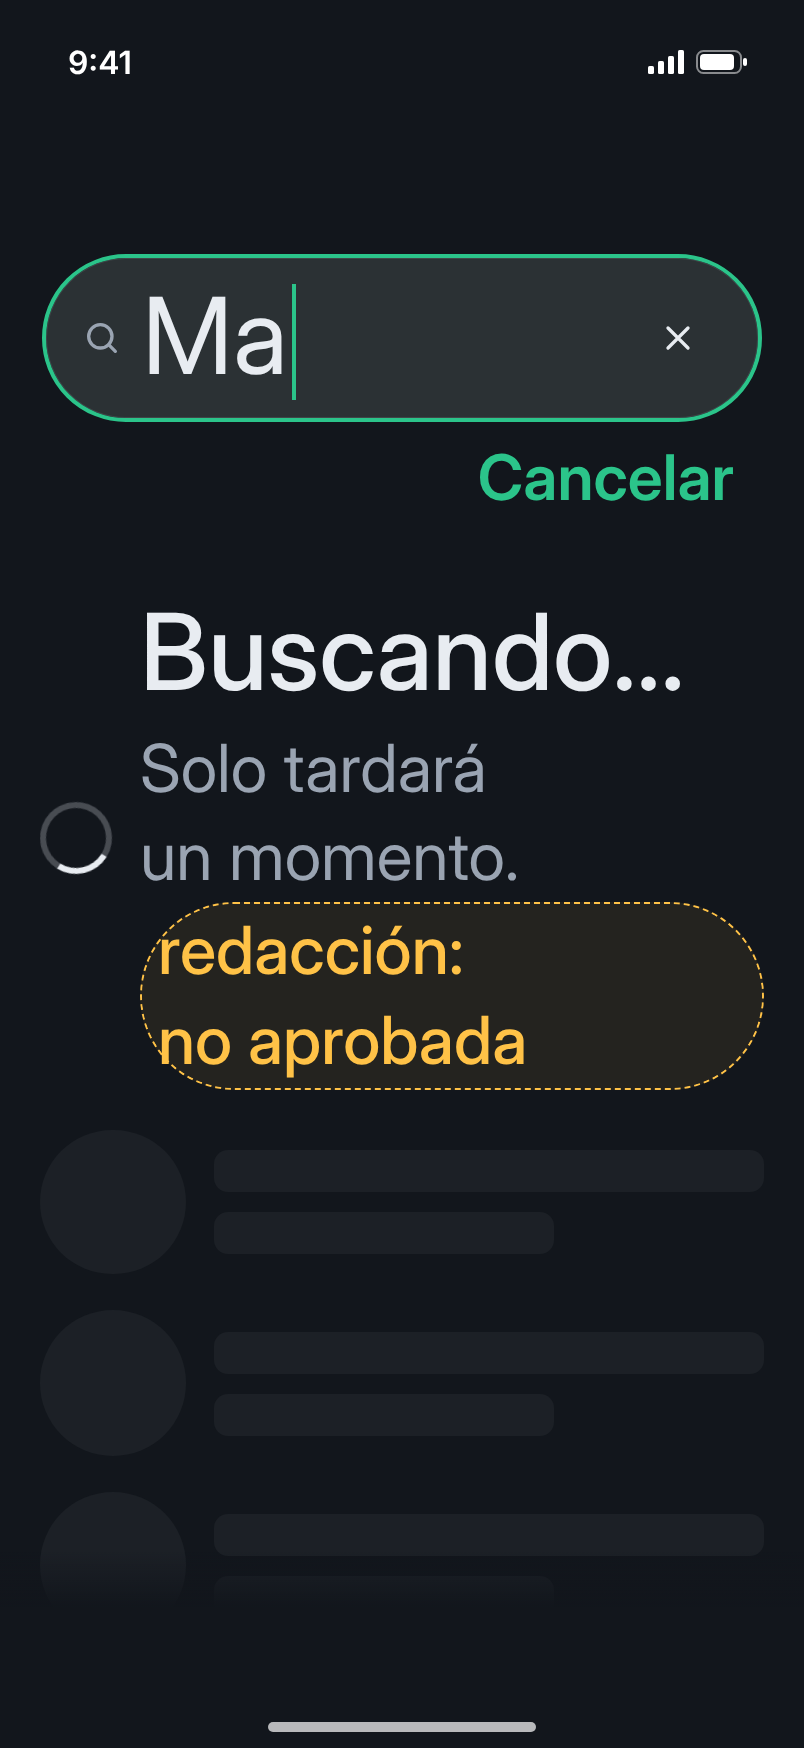 9:41
Ma
Cancelar
Buscando...
Solo tardará
un momento.
redacción:
no aprobada